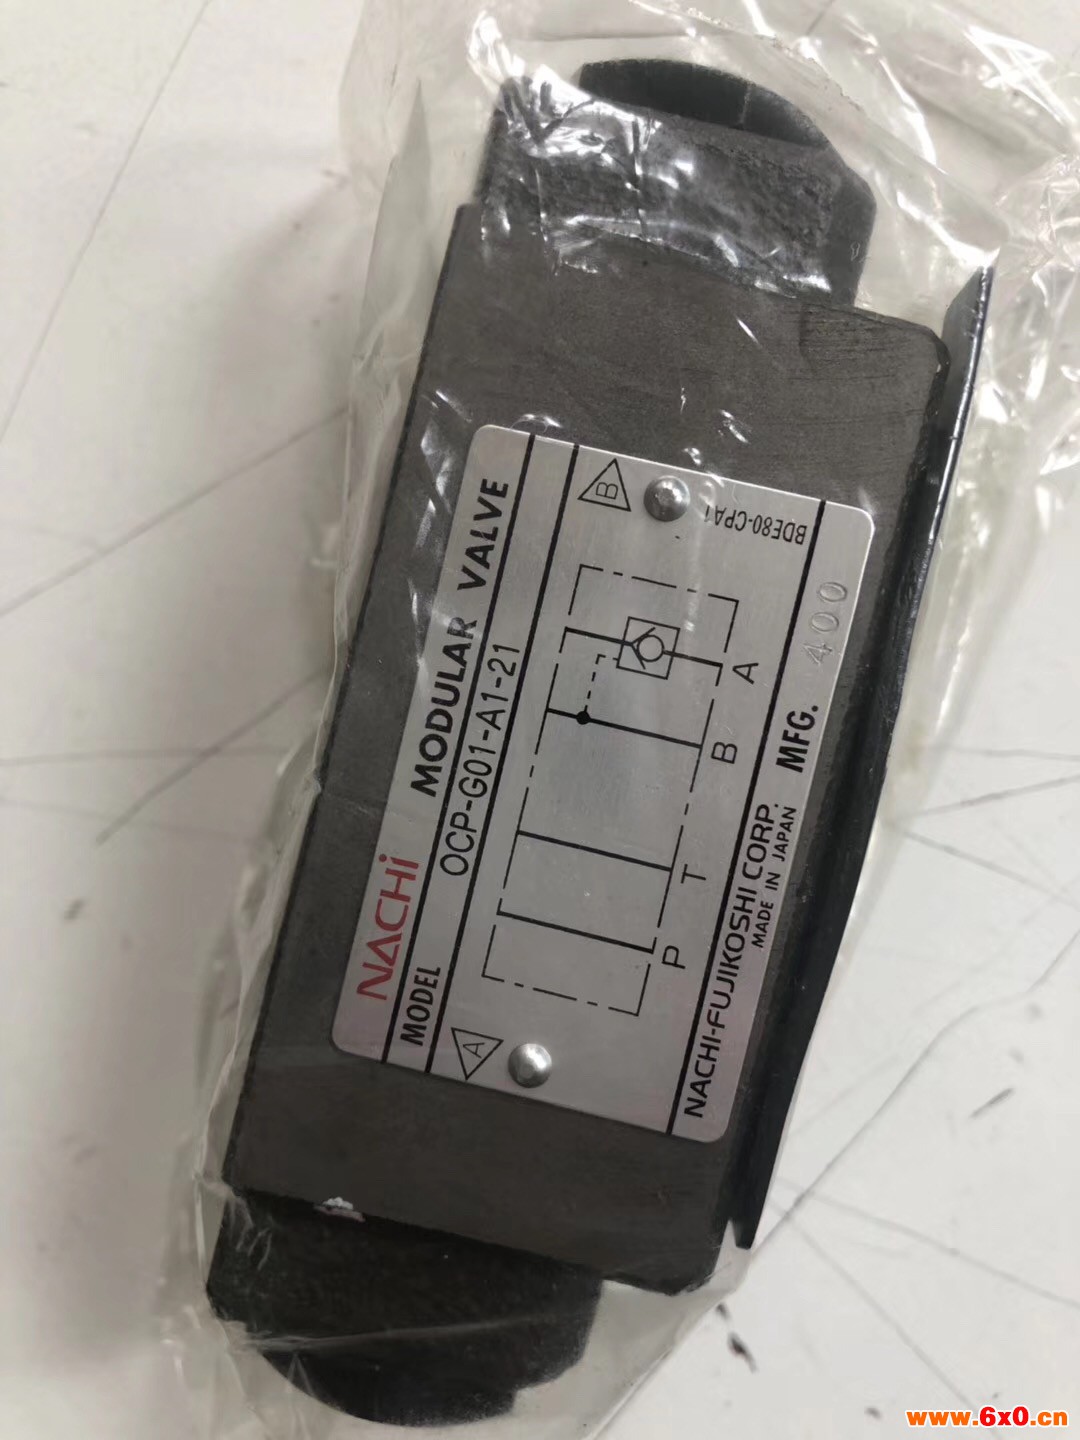 NACHi MODULAR VALVE
MODEL OCP-G01-A1-21
A
B
BDE80-CPA1
P T B A
NACHI-FUJIKOSHI CORP.
MADE IN JAPAN
MFG. 400
www.6x0.cn